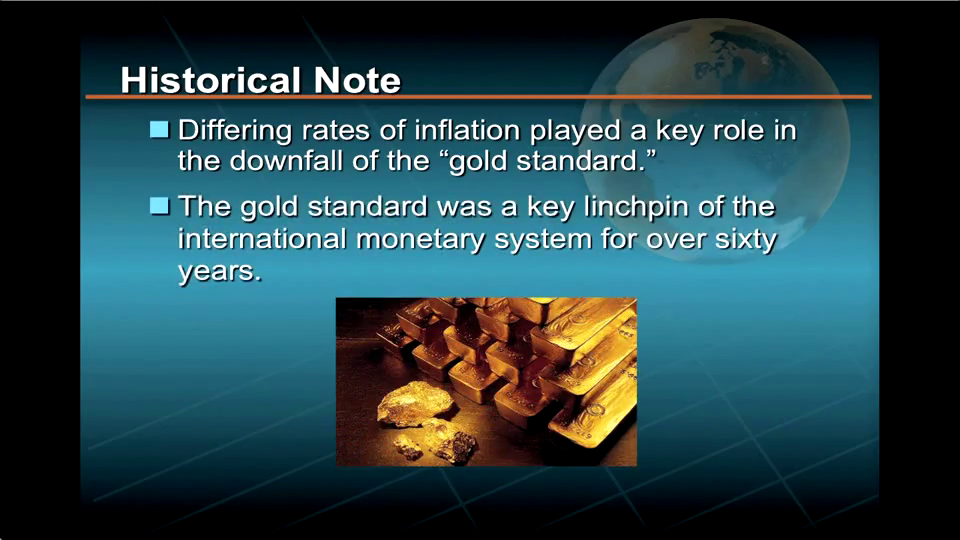 Historical Note
Differing rates of inflation played a key role in
the downfall of the “gold standard.”
The gold standard was a key linchpin of the
international monetary system for over sixty
years.